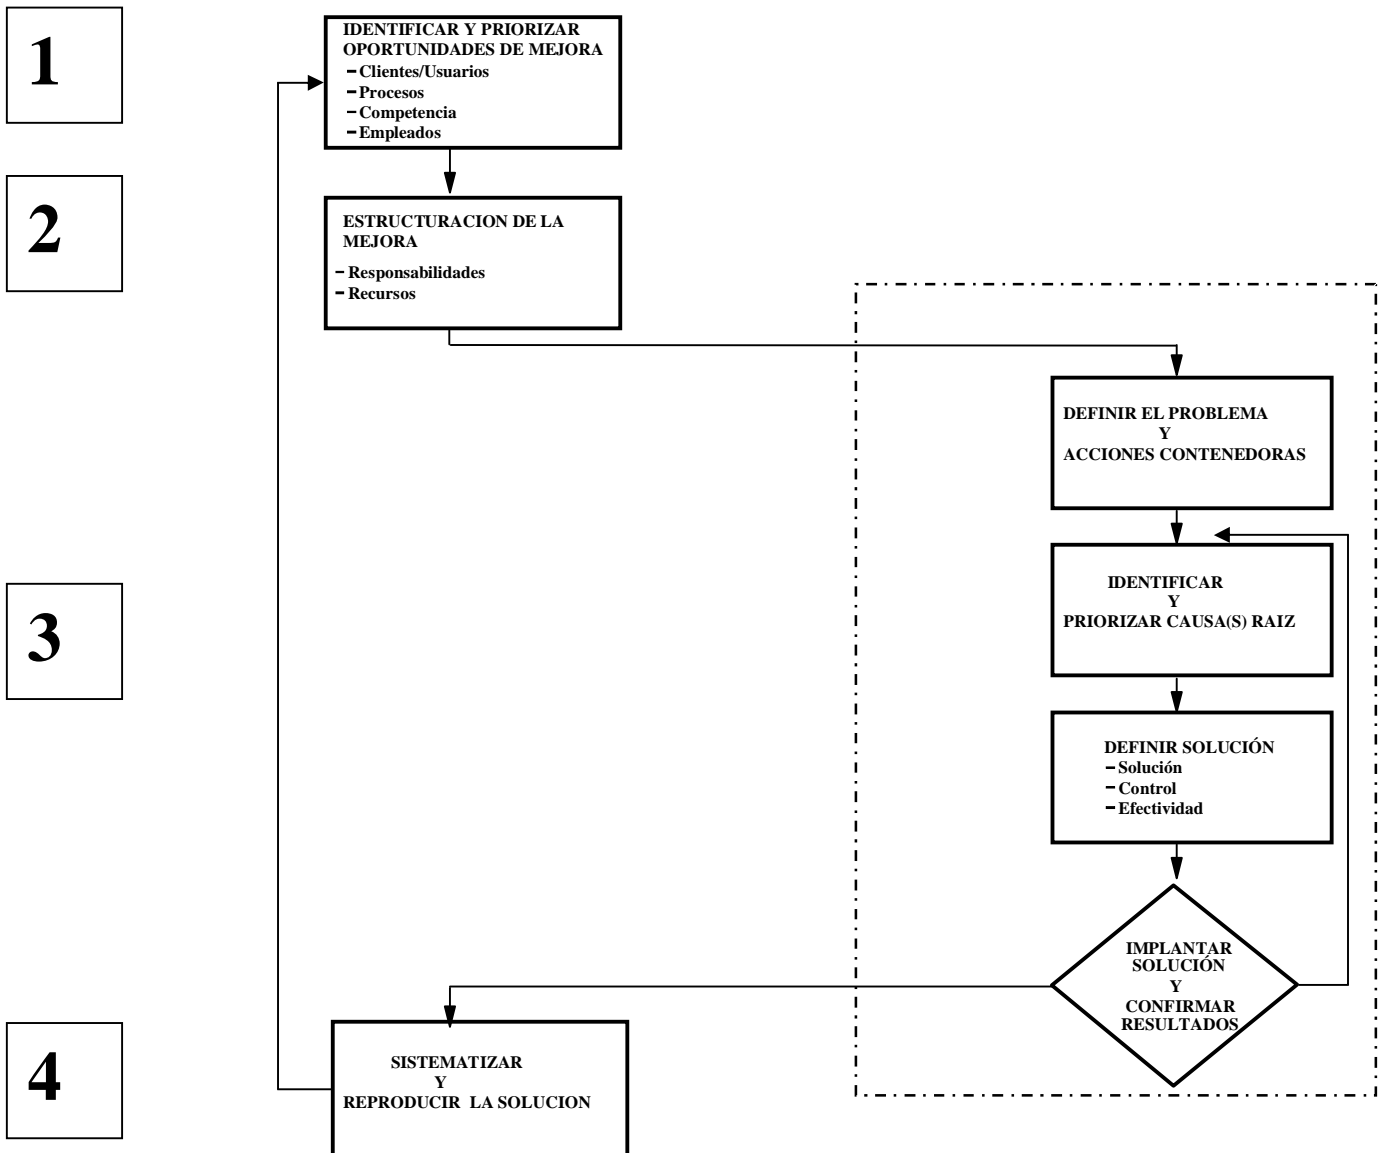 1
IDENTIFICAR Y PRIORIZAR
OPORTUNIDADES DE MEJORA
– Clientes/Usuarios
– Procesos
– Competencia
– Empleados
2
ESTRUCTURACION DE LA
MEJORA
– Responsabilidades
– Recursos
DEFINIR EL PROBLEMA
Y
ACCIONES CONTENEDORAS
3
IDENTIFICAR
Y
PRIORIZAR CAUSA(S) RAIZ
DEFINIR SOLUCIÓN
– Solución
– Control
– Efectividad
IMPLANTAR
SOLUCIÓN
Y
CONFIRMAR
RESULTADOS
4
SISTEMATIZAR
Y
REPRODUCIR LA SOLUCION